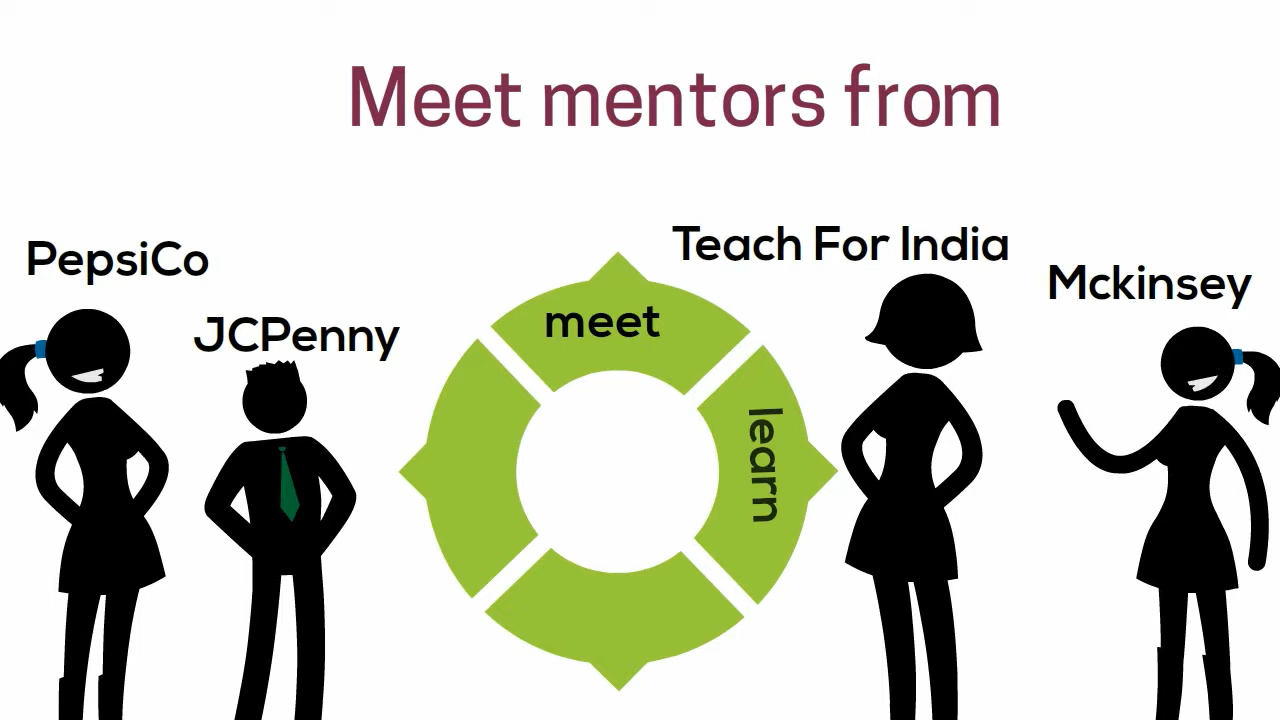 Meet mentors from
PepsiCo
JCPenny
meet
learn
Teach For India
Mckinsey